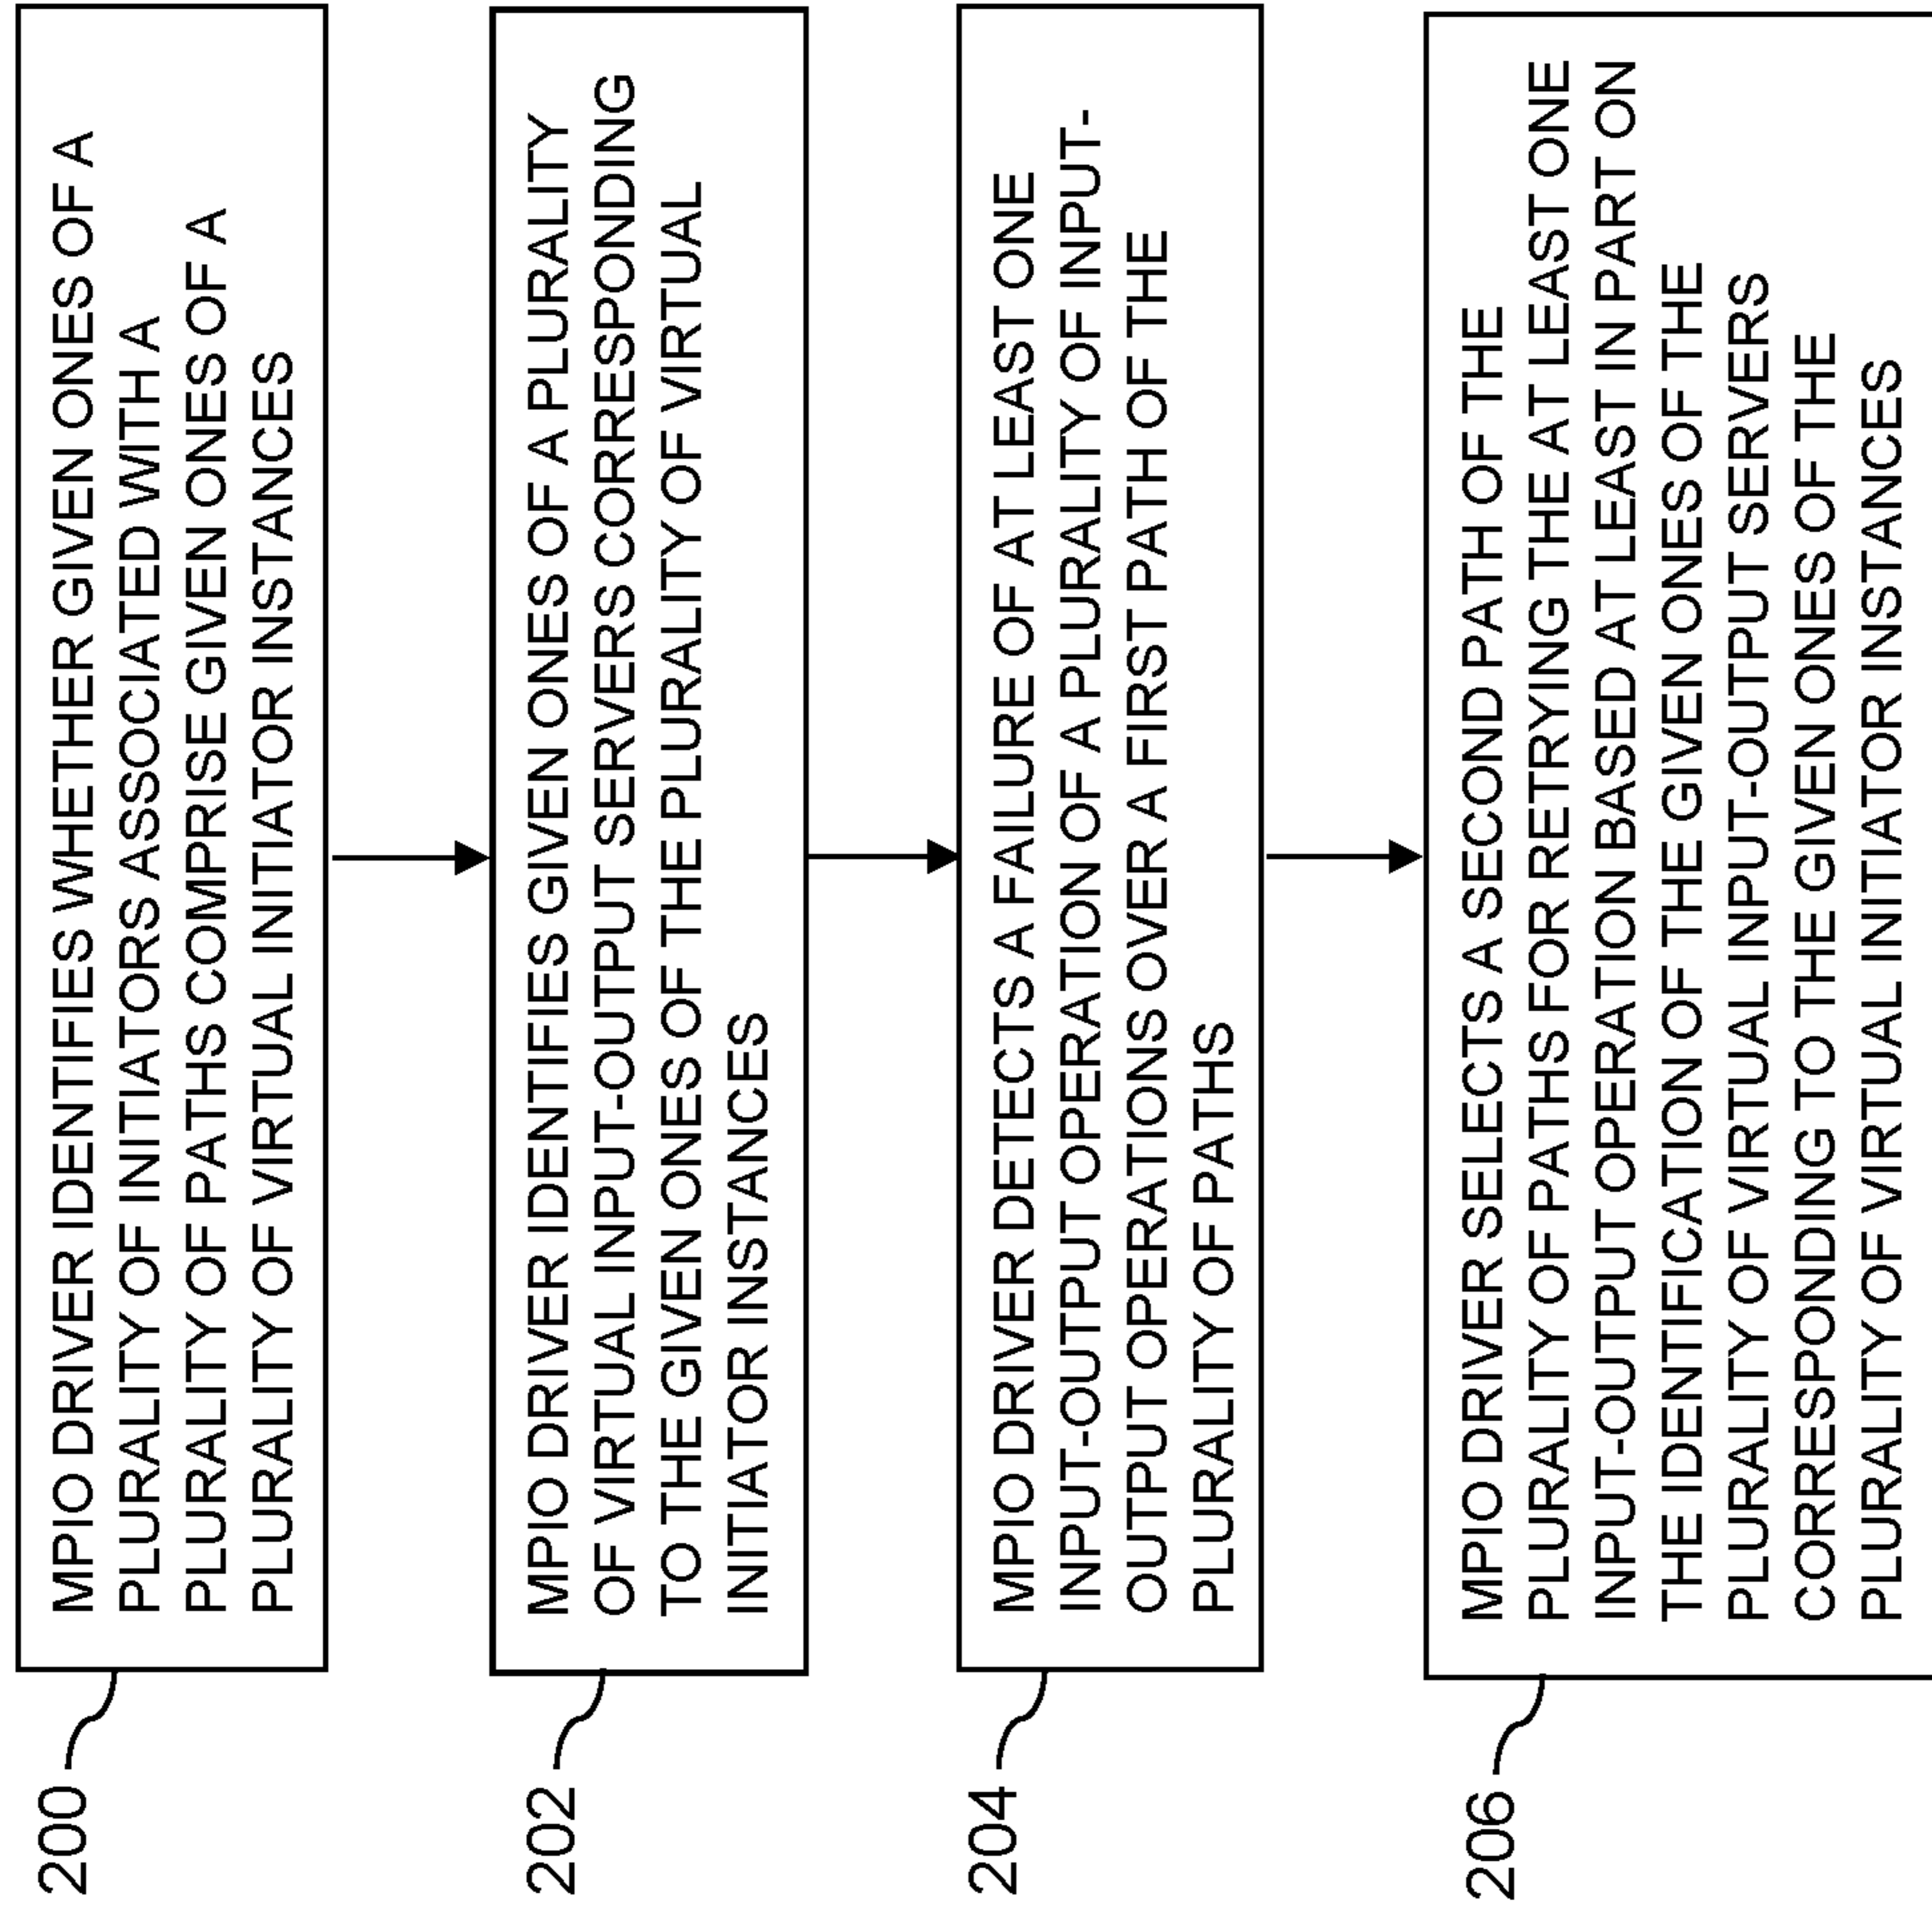 200
MPIO DRIVER IDENTIFIES WHETHER GIVEN ONES OF A
PLURALITY OF INITIATORS ASSOCIATED WITH A
PLURALITY OF PATHS COMPRISE GIVEN ONES OF A
PLURALITY OF VIRTUAL INITIATOR INSTANCES
202
MPIO DRIVER IDENTIFIES GIVEN ONES OF A PLURALITY
OF VIRTUAL INPUT-OUTPUT SERVERS CORRESPONDING
TO THE GIVEN ONES OF THE PLURALITY OF VIRTUAL
INITIATOR INSTANCES
204
MPIO DRIVER DETECTS A FAILURE OF AT LEAST ONE
INPUT-OUTPUT OPERATION OF A PLURALITY OF INPUT-
OUTPUT OPERATIONS OVER A FIRST PATH OF THE
PLURALITY OF PATHS
206
MPIO DRIVER SELECTS A SECOND PATH OF THE
PLURALITY OF PATHS FOR RETRYING THE AT LEAST ONE
INPUT-OUTPUT OPERATION BASED AT LEAST IN PART ON
THE IDENTIFICATION OF THE GIVEN ONES OF THE
PLURALITY OF VIRTUAL INPUT-OUTPUT SERVERS
CORRESPONDING TO THE GIVEN ONES OF THE
PLURALITY OF VIRTUAL INITIATOR INSTANCES